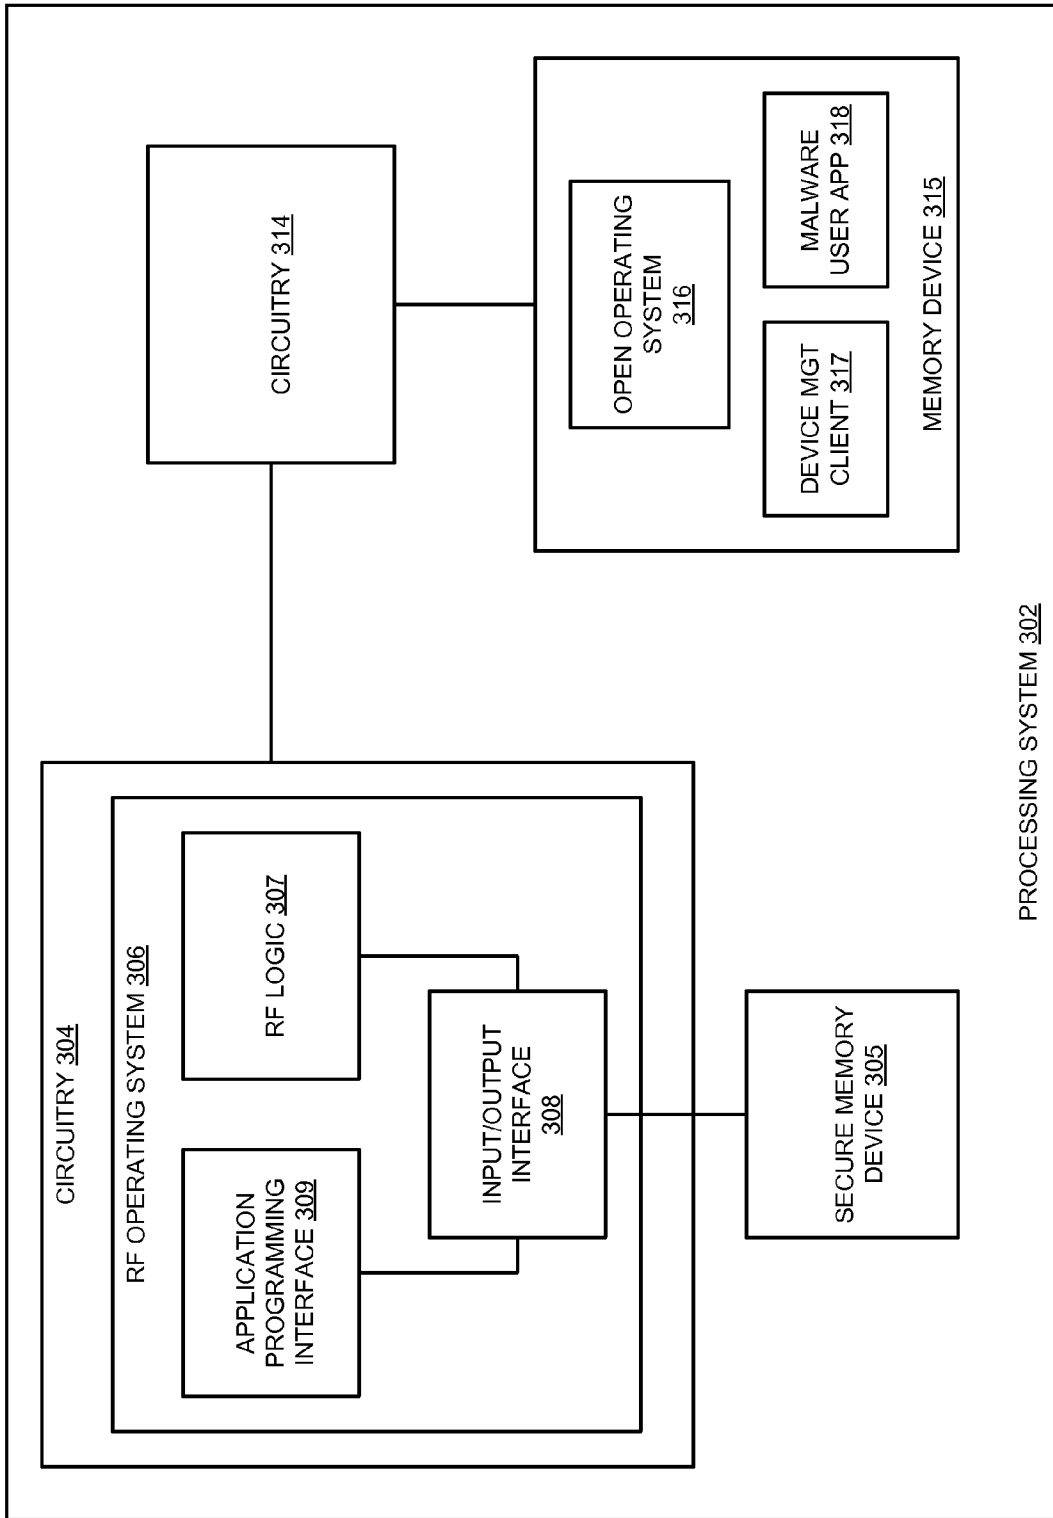 CIRCUITRY 304
RF OPERATING SYSTEM 306
APPLICATION
PROGRAMMING
INTERFACE 309
RF LOGIC 307
INPUT/OUTPUT
INTERFACE
308
SECURE MEMORY
DEVICE 305
CIRCUITRY 314
OPEN OPERATING
SYSTEM
316
DEVICE MGT
CLIENT 317
MALWARE
USER APP 318
MEMORY DEVICE 315
PROCESSING SYSTEM 302